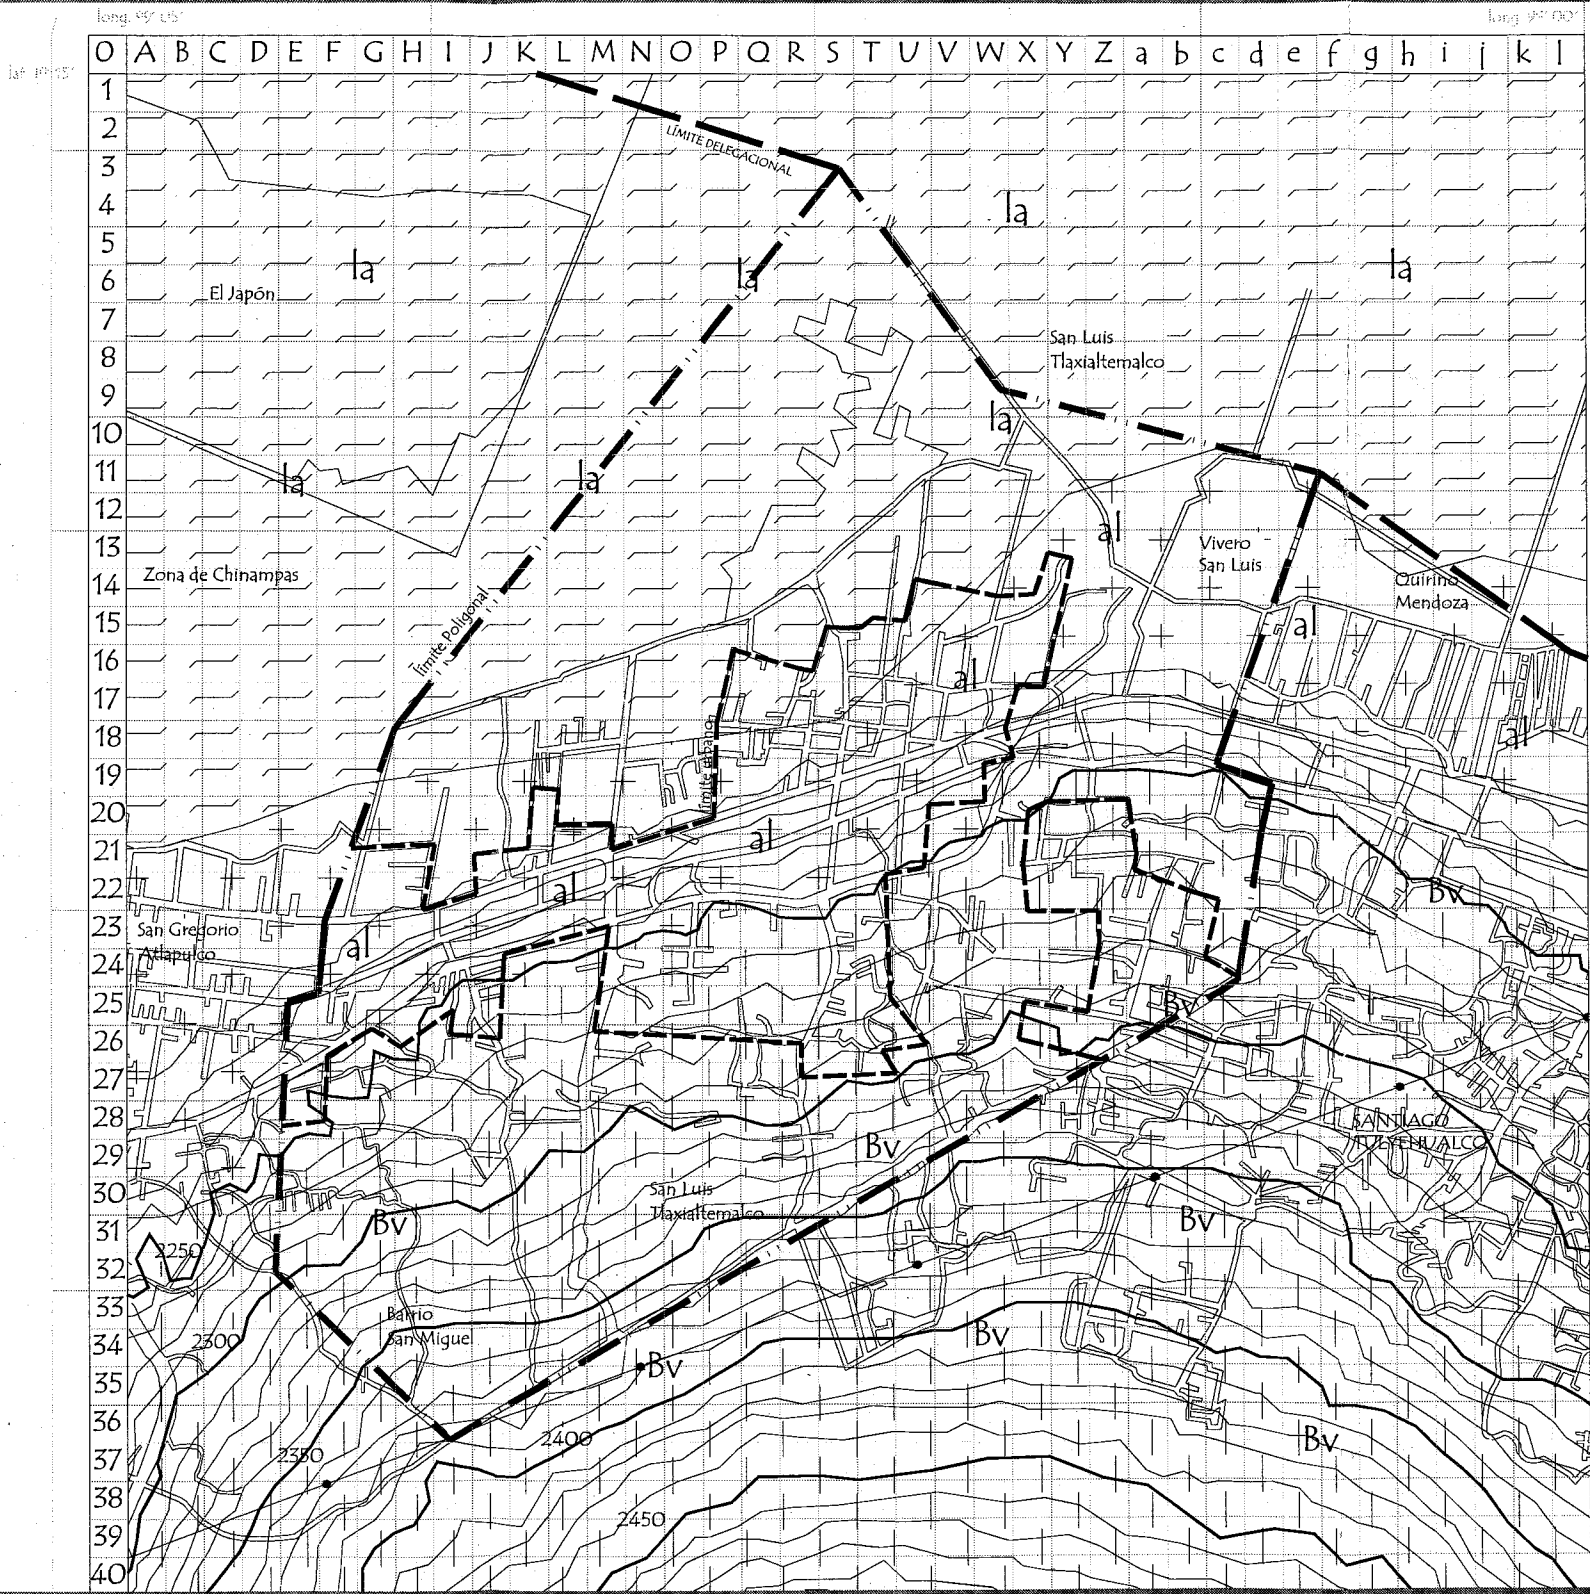 long. 99° 05'
long. 99° 00'
lat. 19° 15'
0 A B C D E F G H I J K L M N O P Q R S T U V W X Y Z a b c d e f g h i j k l
1
2
LÍMITE DELEGACIONAL
3
4
la
5
la
la
la
6
El Japón
7
San Luis
Tlaxialtemalco
8
9
la
10
11
la
la
12
al
13
Vivero
San Luis
Zona de Chinampas
Quirino
Mendoza
14
Límite Poligonal
15
al
16
al
17
al
18
Límite urbano
19
20
al
21
al
22
Bv
23
San Gregorio
Atlapulco
al
24
25
Bv
26
27
28
SANTIAGO
TULYEHUALCO
Bv
29
30
San Luis
Tlaxialtemalco
Bv
Bv
31
2250
32
33
Barrio
San Miguel
Bv
2300
34
Bv
35
36
2400
Bv
37
2350
38
2450
39
40